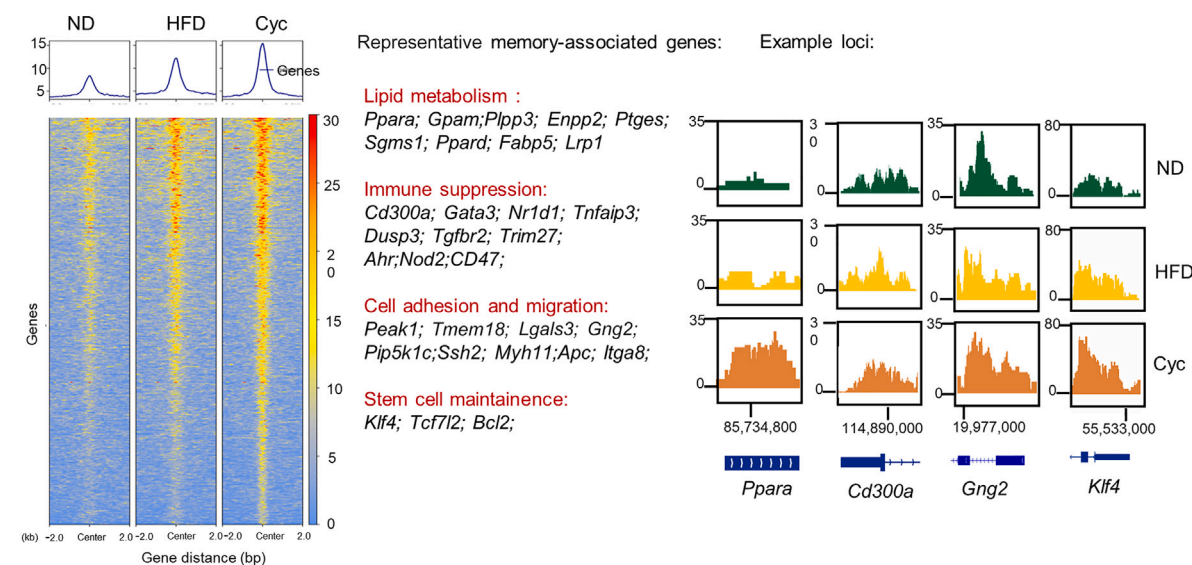 ND HFD Cyc
15
10
5
Genes
30
25
2
0
15
10
5
0
Genes
(kb) -2.0 Center 2.0 -2.0 Center 2.0 -2.0 Center 2.0
Gene distance (bp)
Representative memory-associated genes: Example loci:
Lipid metabolism :
Ppara; Gpam;Plpp3; Enpp2; Ptges;
Sgms1; Ppard; Fabp5; Lrp1
Immune suppression:
Cd300a; Gata3; Nr1d1; Tnfaip3;
Dusp3; Tgfbr2; Trim27;
Ahr;Nod2;CD47;
Cell adhesion and migration:
Peak1; Tmem18; Lgals3; Gng2;
Pip5k1c;Ssh2; Myh11;Apc; Itga8;
Stem cell maintainence:
Klf4; Tcf7l2; Bcl2;
35 3 35 80
0
0 0 0 0
ND
35 3 35 80
0
0 0 0 0
HFD
35 3 35 80
0
0 0 0 0
Cyc
85,734,800 114,890,000 19,977,000 55,533,000
Ppara Cd300a Gng2 Klf4